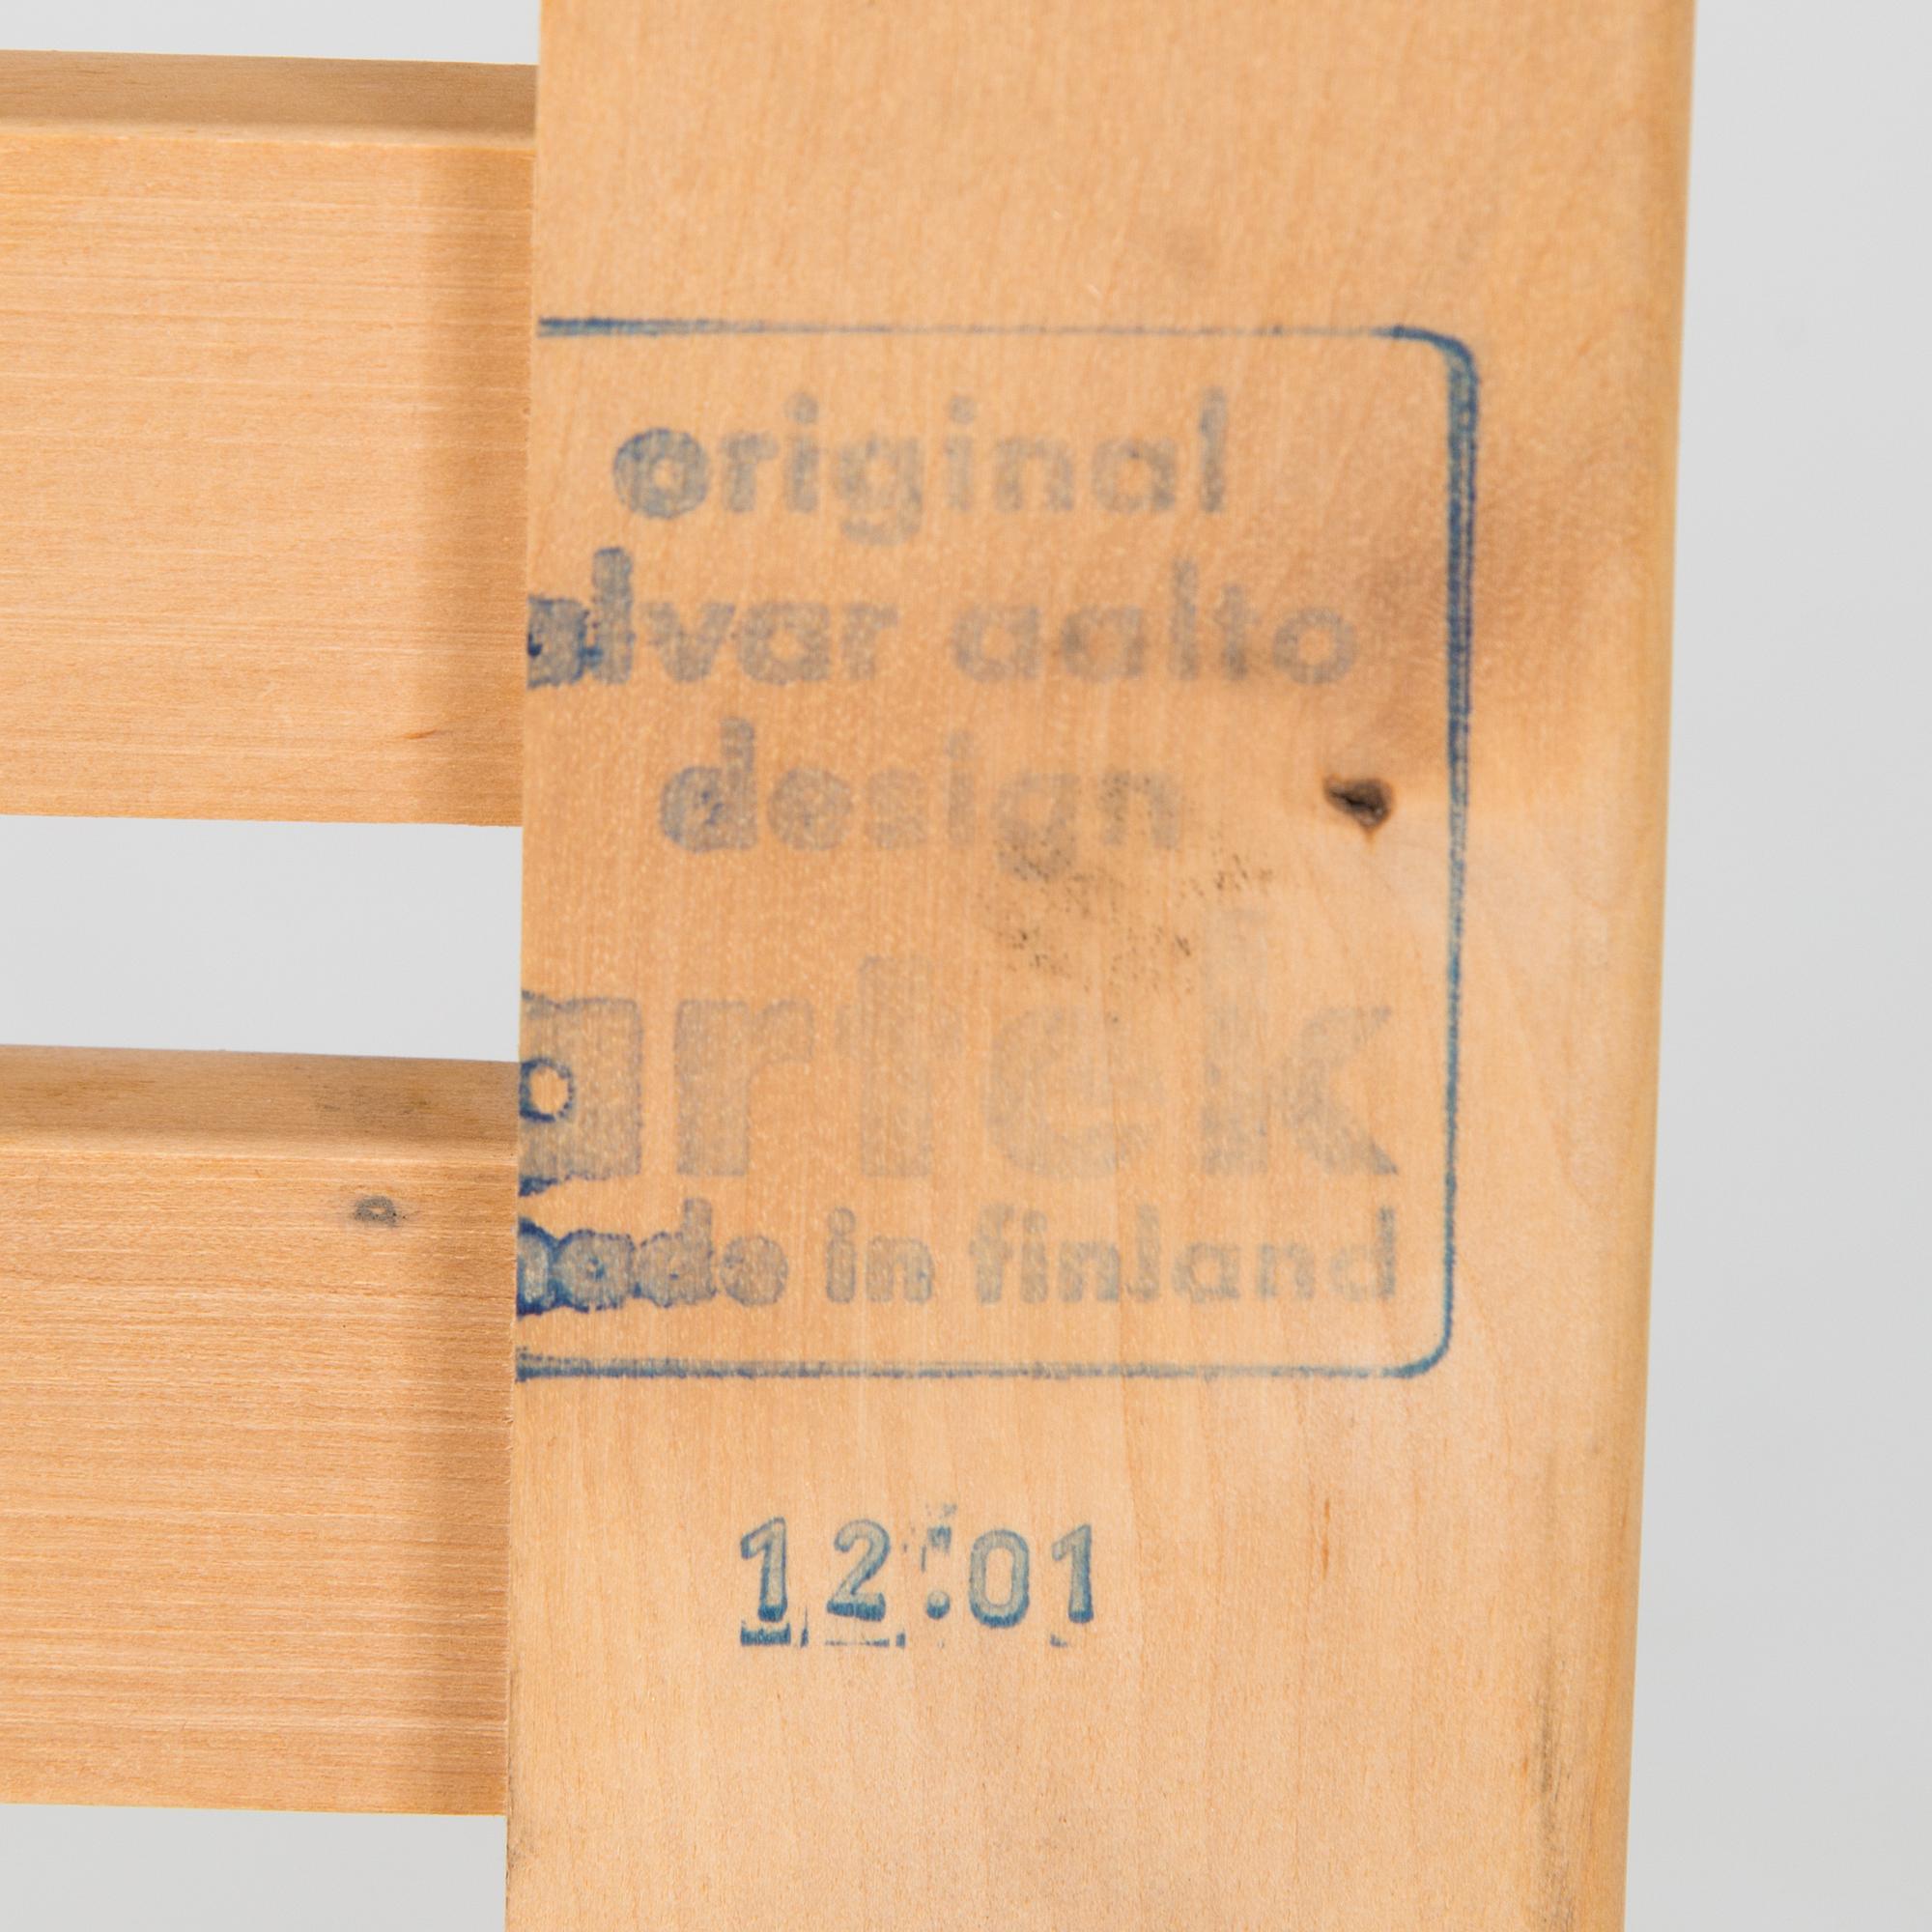 original
alvar aalto
design
artek
made in finland
12:01